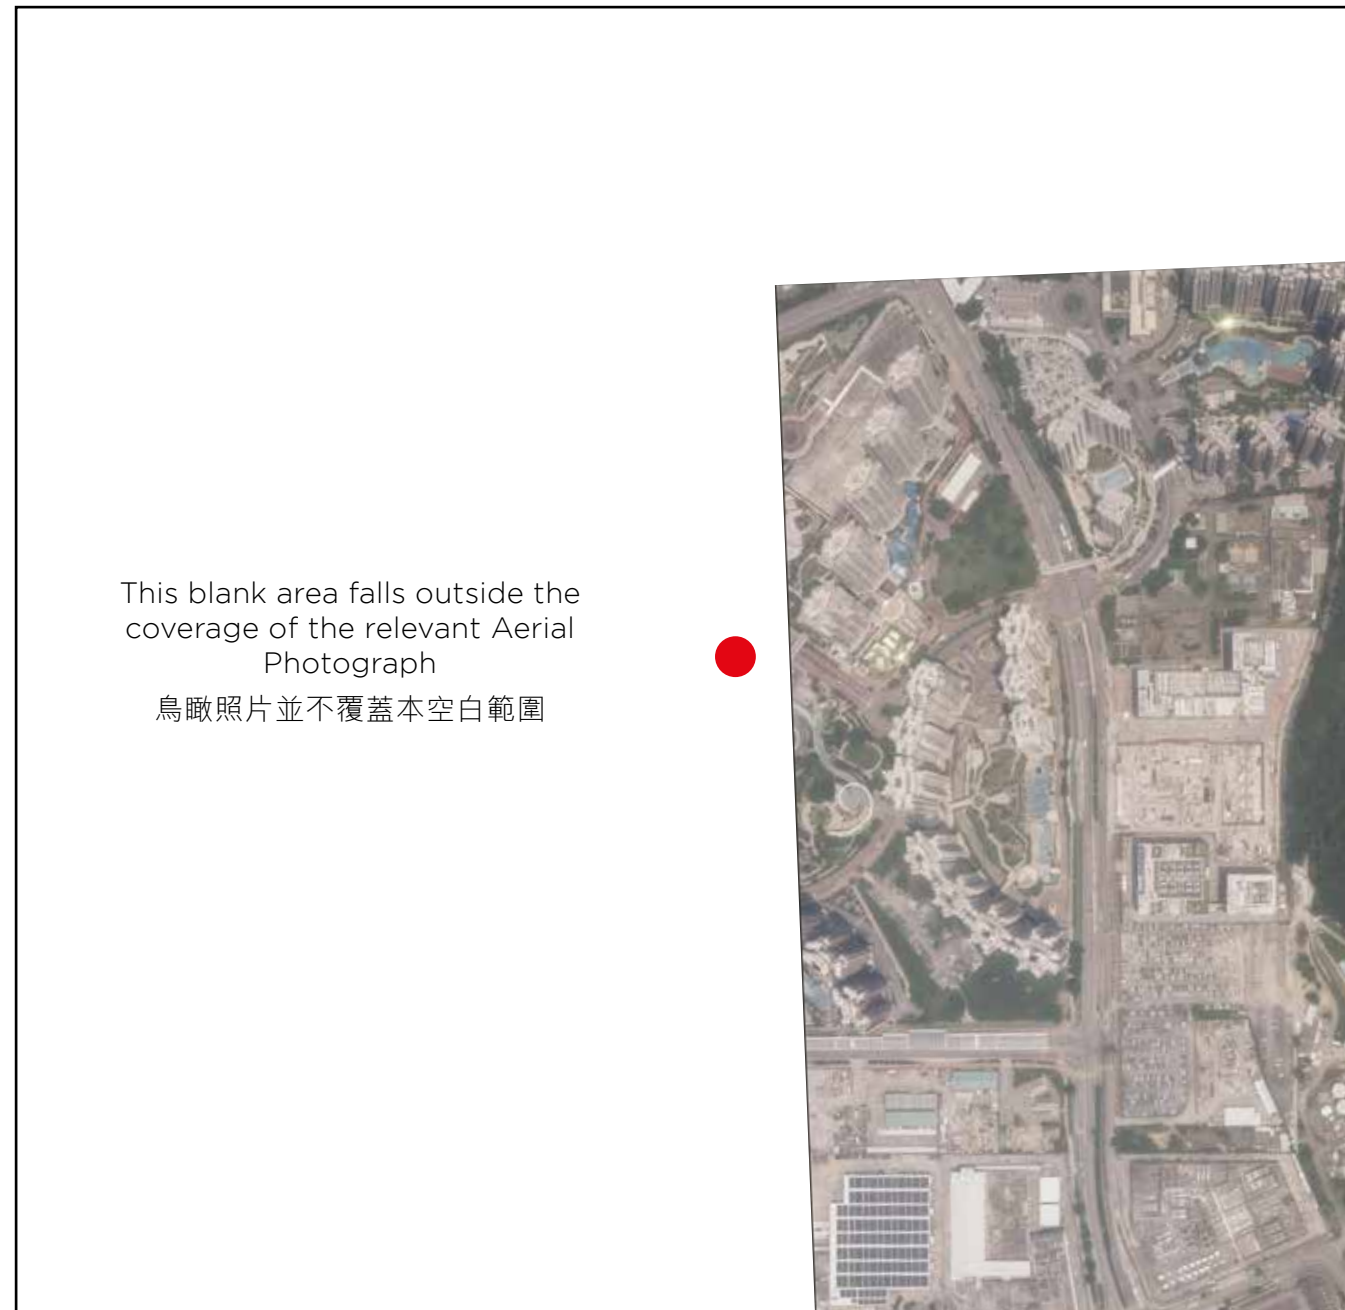 This blank area falls outside the
coverage of the relevant Aerial
Photograph
鳥瞰照片並不覆蓋本空白範圍